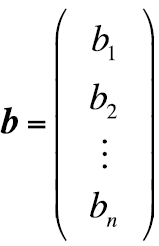 b = ( b₁
b₂
⋮
bₙ )